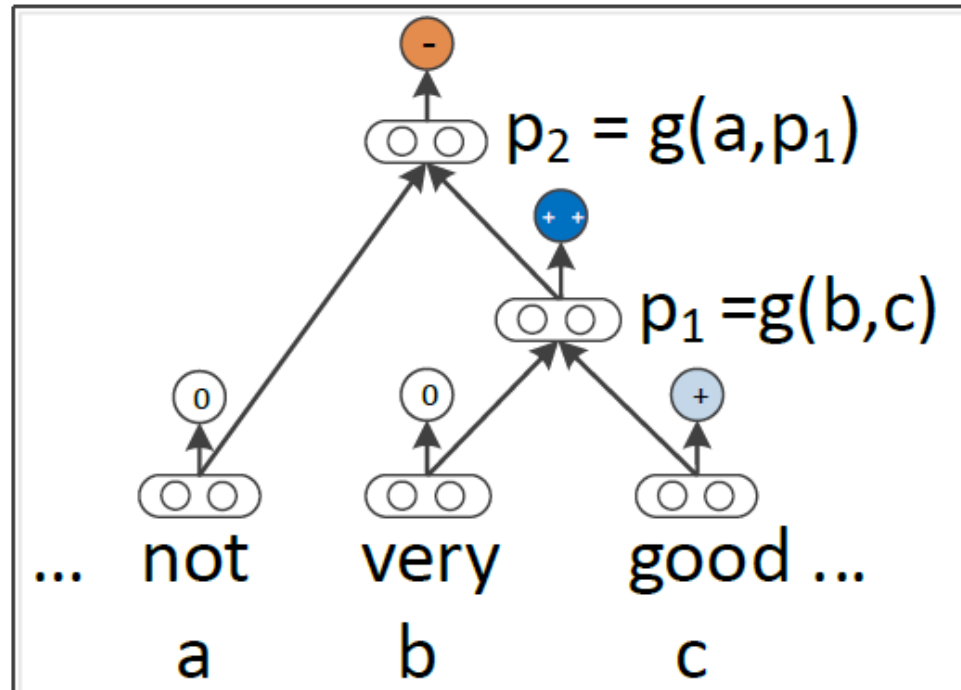 -
p₂ = g(a,p₁)
+ +
p₁ =g(b,c)
0 0 +
... not very good ...
a b c